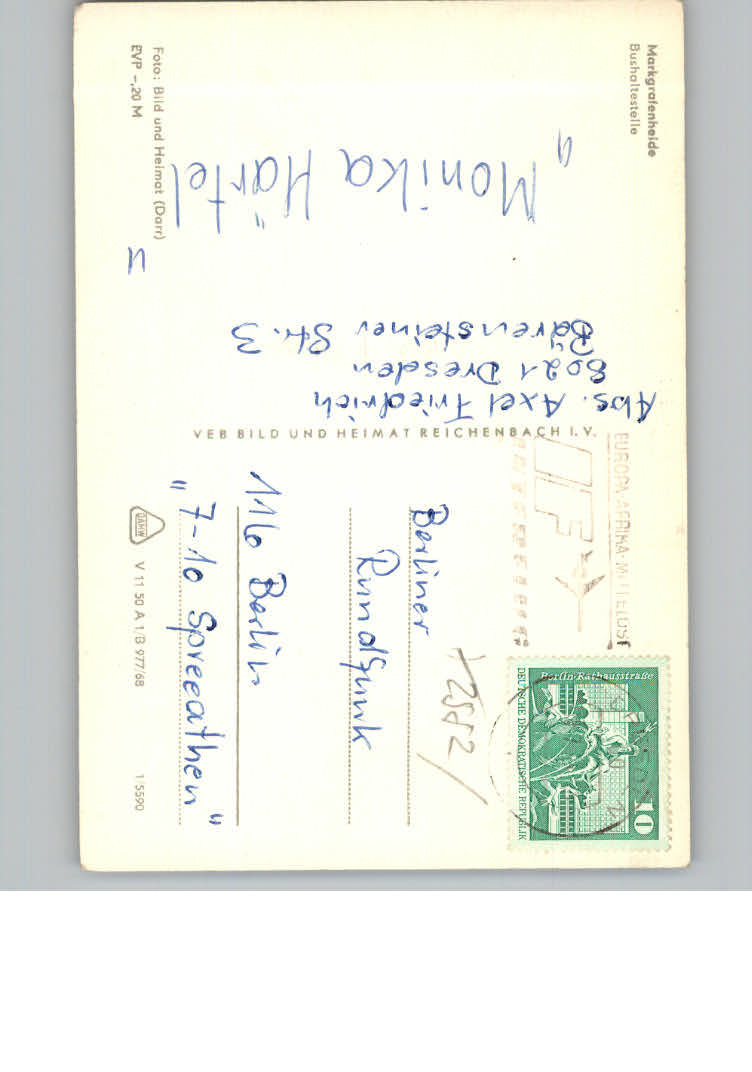 Markgrafenheide
Bushaltestelle
"Monika Härtel"
Abs. Axel Friedrich
8021 Dresden
Bärensteiner Str. 3
Foto: Bild und Heimat (Darr)
EVP –,20 M
VEB BILD UND HEIMAT REICHENBACH I. V.
EUROPA·AFRIKA·MITTELOST
IF
Berlin-Rathausstraße
DEUTSCHE DEMOKRATISCHE REPUBLIK
10
Berliner
Rundfunk
116 Berlin
"7-10 Spreeathen"
V 11 50 A 1/B 977/68
1/5590